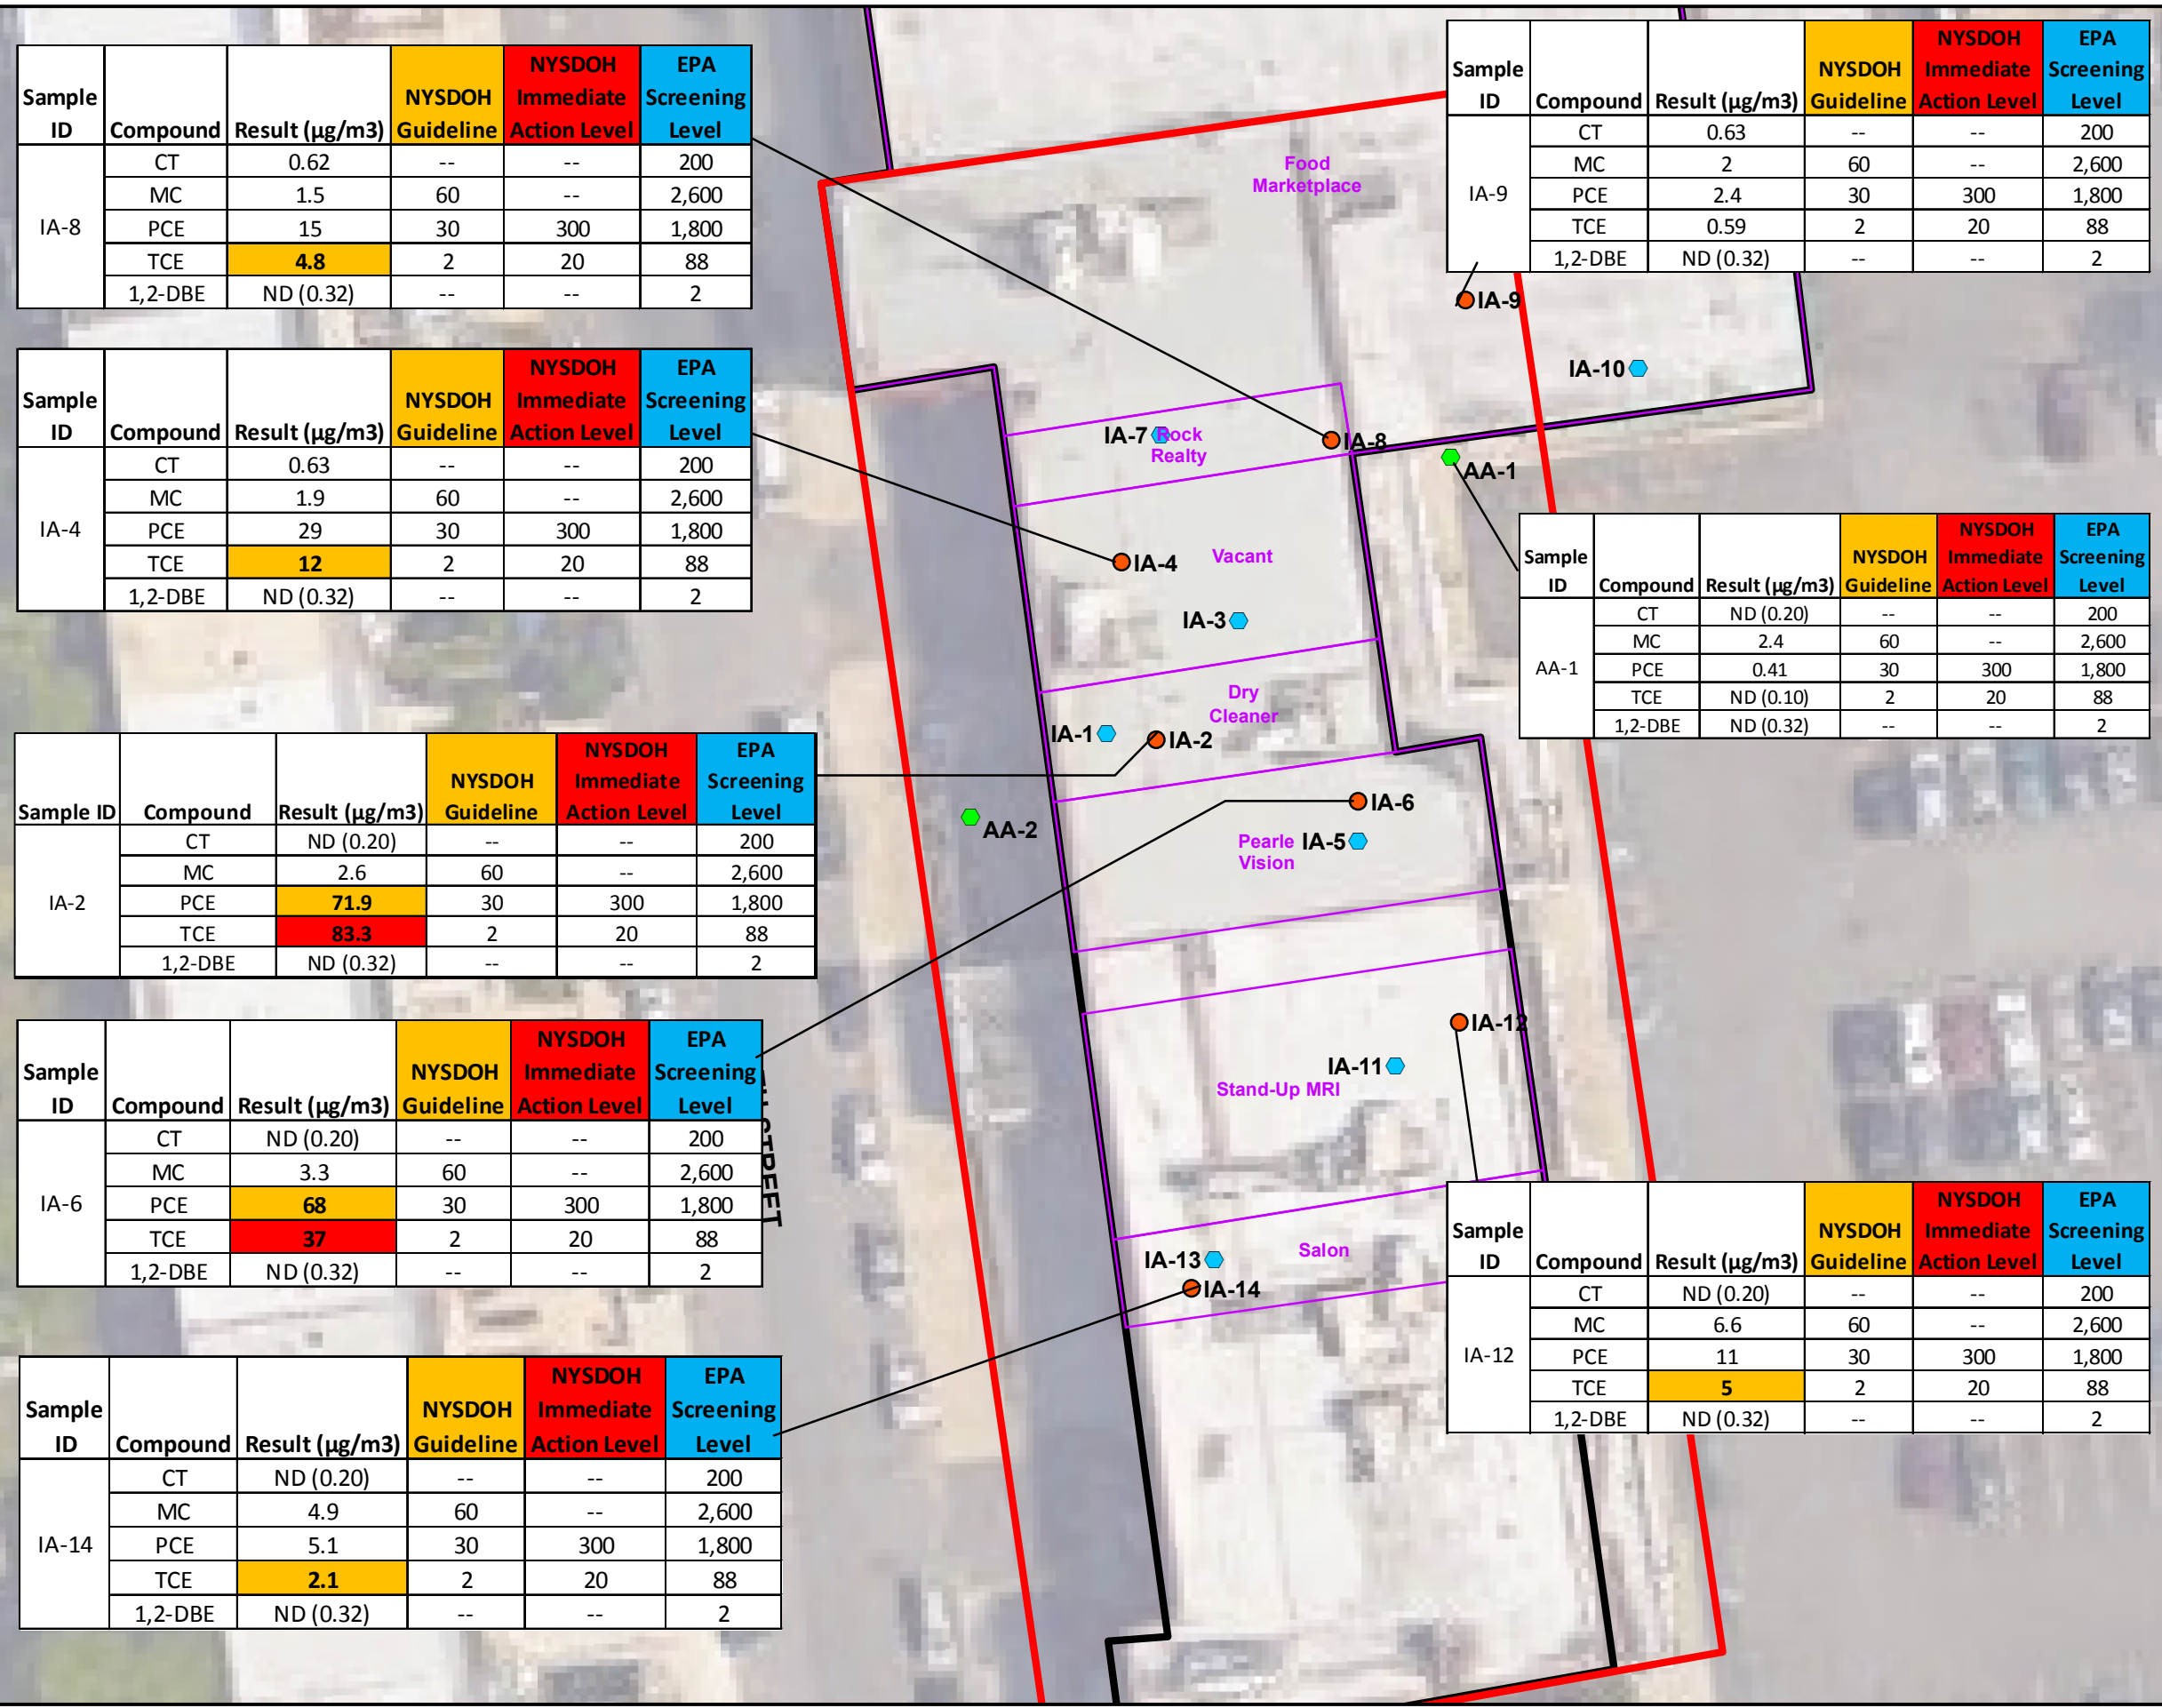 Sample ID Compound Result (µg/m3) NYSDOH Guideline NYSDOH Immediate Action Level EPA Screening Level
IA-8
CT 0.62 -- -- 200
MC 1.5 60 -- 2,600
PCE 15 30 300 1,800
TCE 4.8 2 20 88
1,2-DBE ND (0.32) -- -- 2
Sample ID Compound Result (µg/m3) NYSDOH Guideline NYSDOH Immediate Action Level EPA Screening Level
IA-4
CT 0.63 -- -- 200
MC 1.9 60 -- 2,600
PCE 29 30 300 1,800
TCE 12 2 20 88
1,2-DBE ND (0.32) -- -- 2
Sample ID Compound Result (µg/m3) NYSDOH Guideline NYSDOH Immediate Action Level EPA Screening Level
IA-2
CT ND (0.20) -- -- 200
MC 2.6 60 -- 2,600
PCE 71.9 30 300 1,800
TCE 83.3 2 20 88
1,2-DBE ND (0.32) -- -- 2
Sample ID Compound Result (µg/m3) NYSDOH Guideline NYSDOH Immediate Action Level EPA Screening Level
IA-6
CT ND (0.20) -- -- 200
MC 3.3 60 -- 2,600
PCE 68 30 300 1,800
TCE 37 2 20 88
1,2-DBE ND (0.32) -- -- 2
Sample ID Compound Result (µg/m3) NYSDOH Guideline NYSDOH Immediate Action Level EPA Screening Level
IA-14
CT ND (0.20) -- -- 200
MC 4.9 60 -- 2,600
PCE 5.1 30 300 1,800
TCE 2.1 2 20 88
1,2-DBE ND (0.32) -- -- 2
STREET
Food
Marketplace
IA-9
IA-10
IA-7
Rock
Realty
IA-8
AA-1
IA-4
Vacant
IA-3
Dry
Cleaner
IA-1
IA-2
AA-2
IA-6
Pearle
Vision
IA-5
IA-12
IA-11
Stand-Up MRI
IA-13
Salon
IA-14
Sample ID Compound Result (µg/m3) NYSDOH Guideline NYSDOH Immediate Action Level EPA Screening Level
IA-9
CT 0.63 -- -- 200
MC 2 60 -- 2,600
PCE 2.4 30 300 1,800
TCE 0.59 2 20 88
1,2-DBE ND (0.32) -- -- 2
Sample ID Compound Result (µg/m3) NYSDOH Guideline NYSDOH Immediate Action Level EPA Screening Level
AA-1
CT ND (0.20) -- -- 200
MC 2.4 60 -- 2,600
PCE 0.41 30 300 1,800
TCE ND (0.10) 2 20 88
1,2-DBE ND (0.32) -- -- 2
Sample ID Compound Result (µg/m3) NYSDOH Guideline NYSDOH Immediate Action Level EPA Screening Level
IA-12
CT ND (0.20) -- -- 200
MC 6.6 60 -- 2,600
PCE 11 30 300 1,800
TCE 5 2 20 88
1,2-DBE ND (0.32) -- -- 2